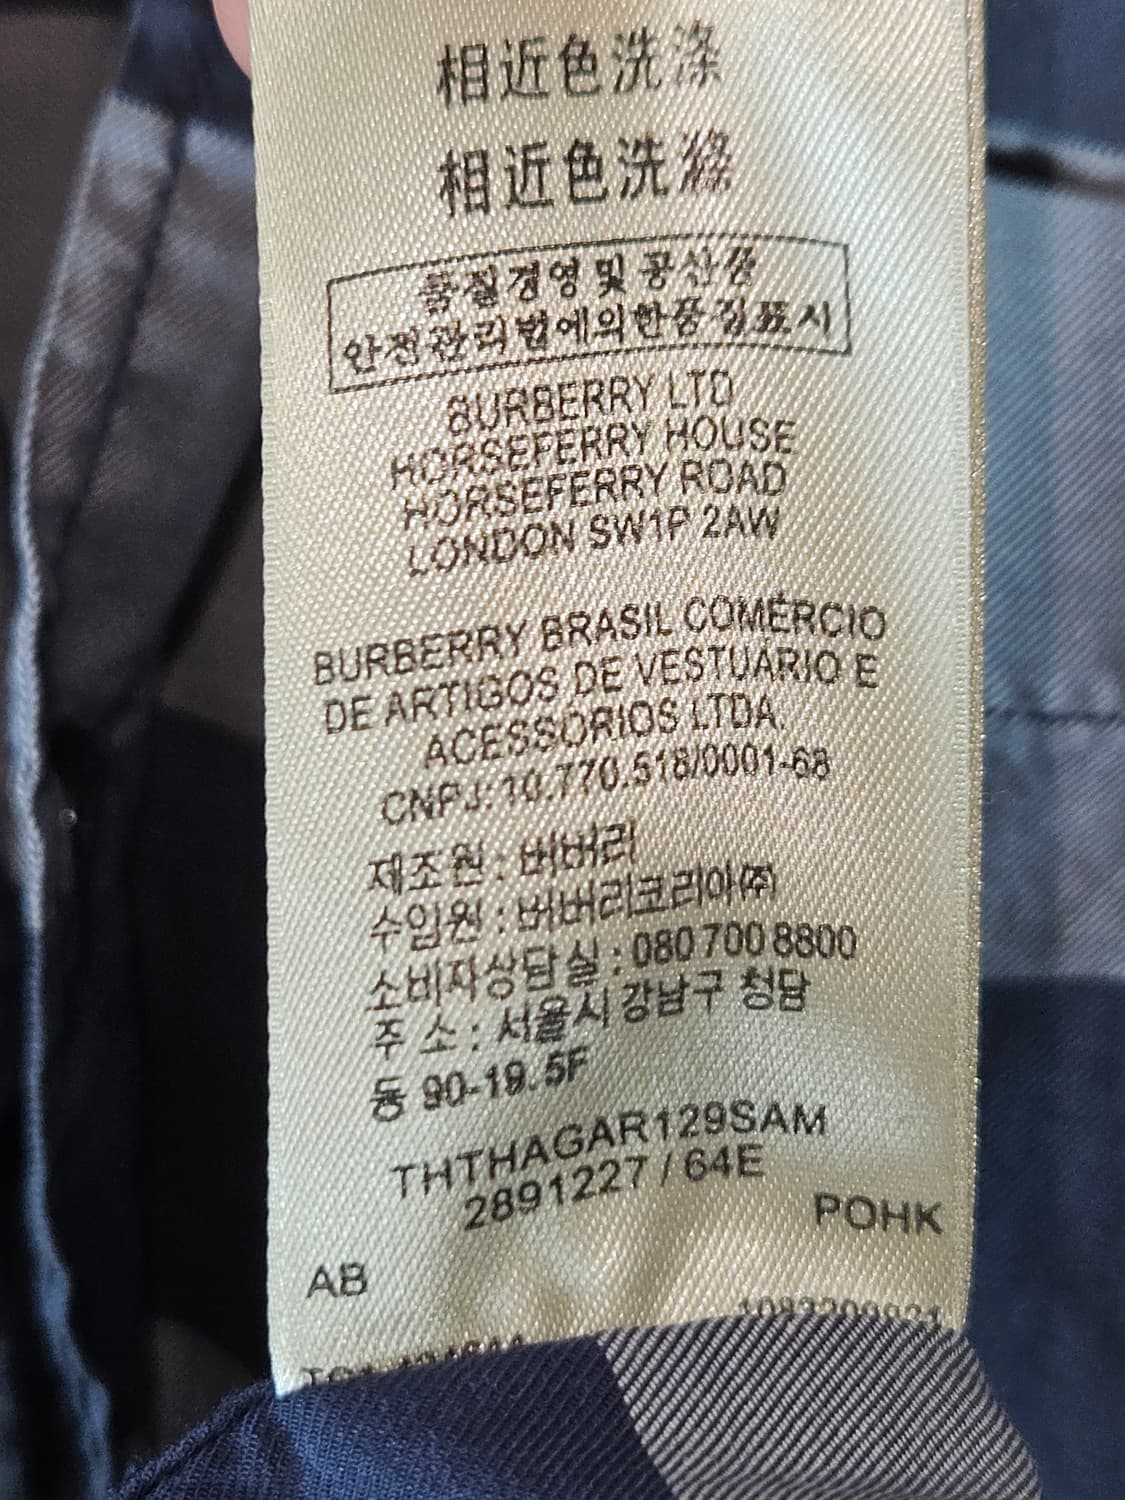 相近色洗涤
相近色洗滌
품질경영 및 공산품
안전관리법에의한품질표시
BURBERRY LTD
HORSEFERRY HOUSE
HORSEFERRY ROAD
LONDON SW1P 2AW
BURBERRY BRASIL COMÉRCIO
DE ARTIGOS DE VESTUÁRIO E
ACESSÓRIOS LTDA.
CNPJ: 10.770.518/0001-68
제조원 : 버버리
수입원 : 버버리코리아(주)
소비자상담실 : 080 700 8800
주 소 : 서울시 강남구 청담
동 90-19. 5F
THTHAGAR129SAM
2891227 / 64E
POHK
AB